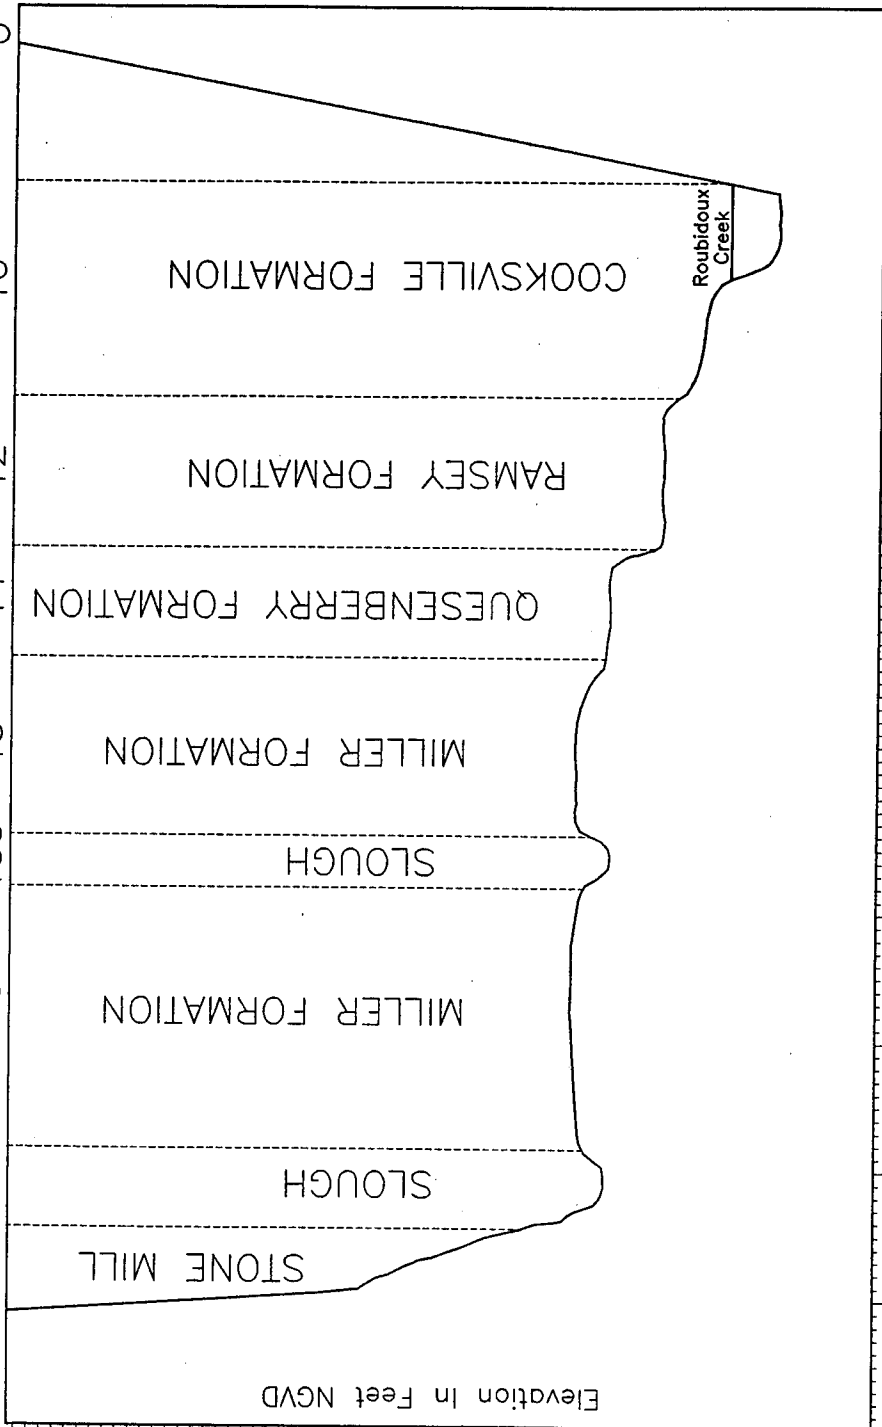 COOKSVILLE FORMATION
Roubidoux
Creek
RAMSEY FORMATION
QUESENBERRY FORMATION
MILLER FORMATION
SLOUGH
MILLER FORMATION
SLOUGH
STONE MILL
Elevation In Feet NGVD